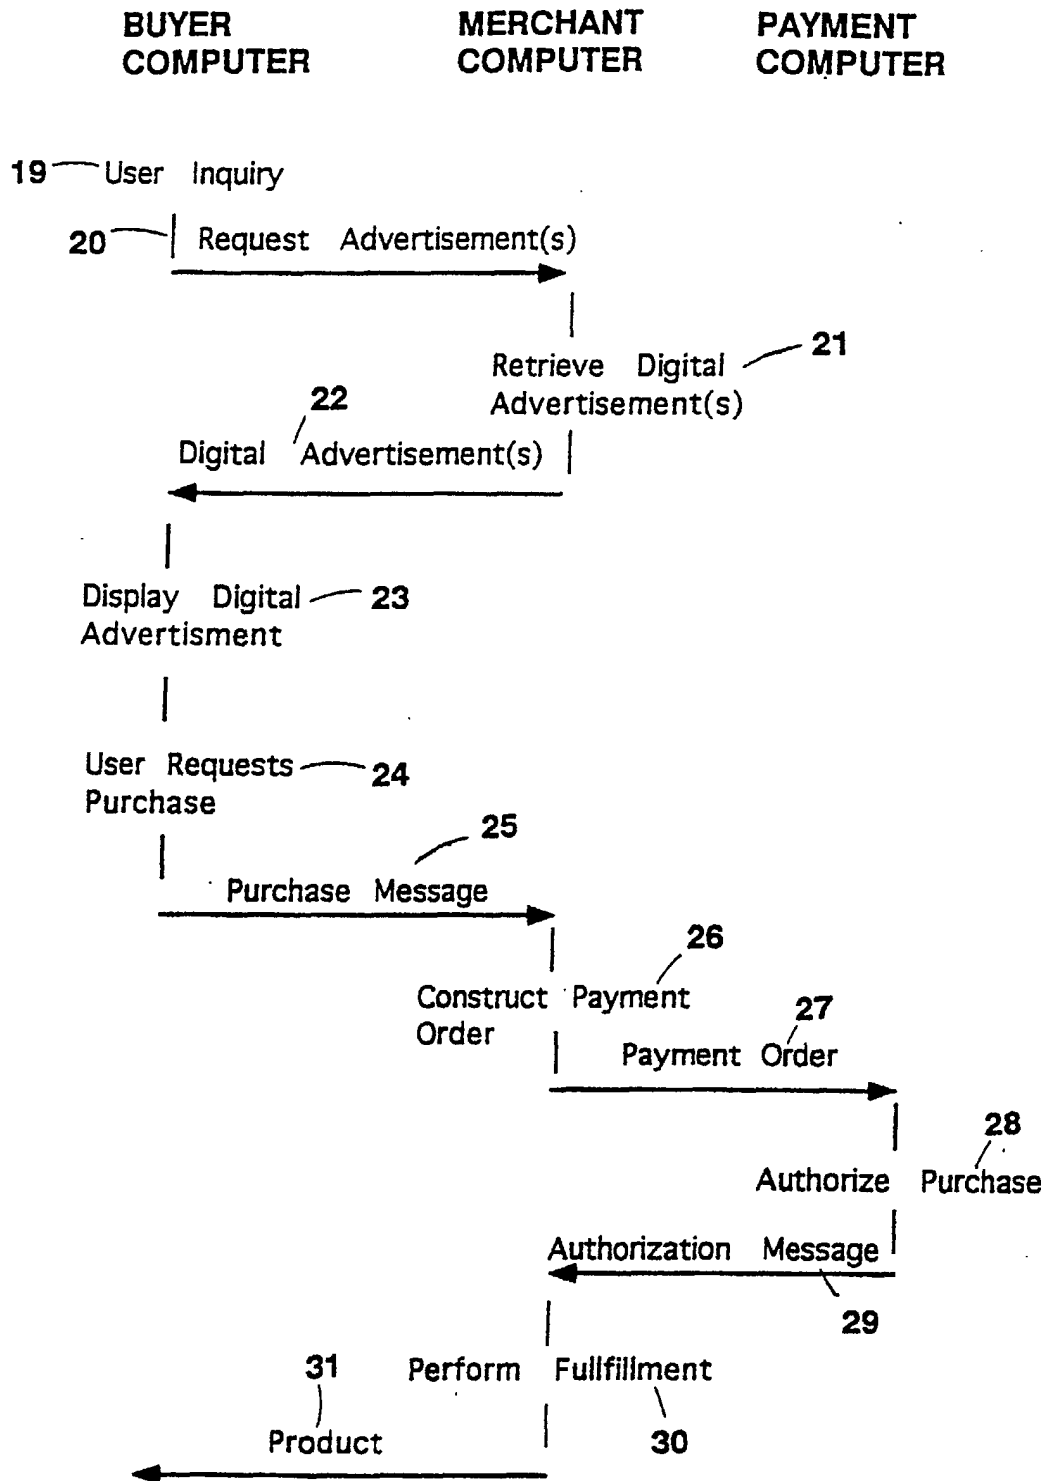 BUYER COMPUTER
MERCHANT COMPUTER
PAYMENT COMPUTER
19 User Inquiry
20 Request Advertisement(s)
21
Retrieve Digital
Advertisement(s)
22
Digital Advertisement(s)
Display Digital 23
Advertisment
User Requests 24
Purchase
25
Purchase Message
26
Construct Payment
Order
27
Payment Order
28
Authorize Purchase
Authorization Message
29
31
Perform Fullfillment
Product
30